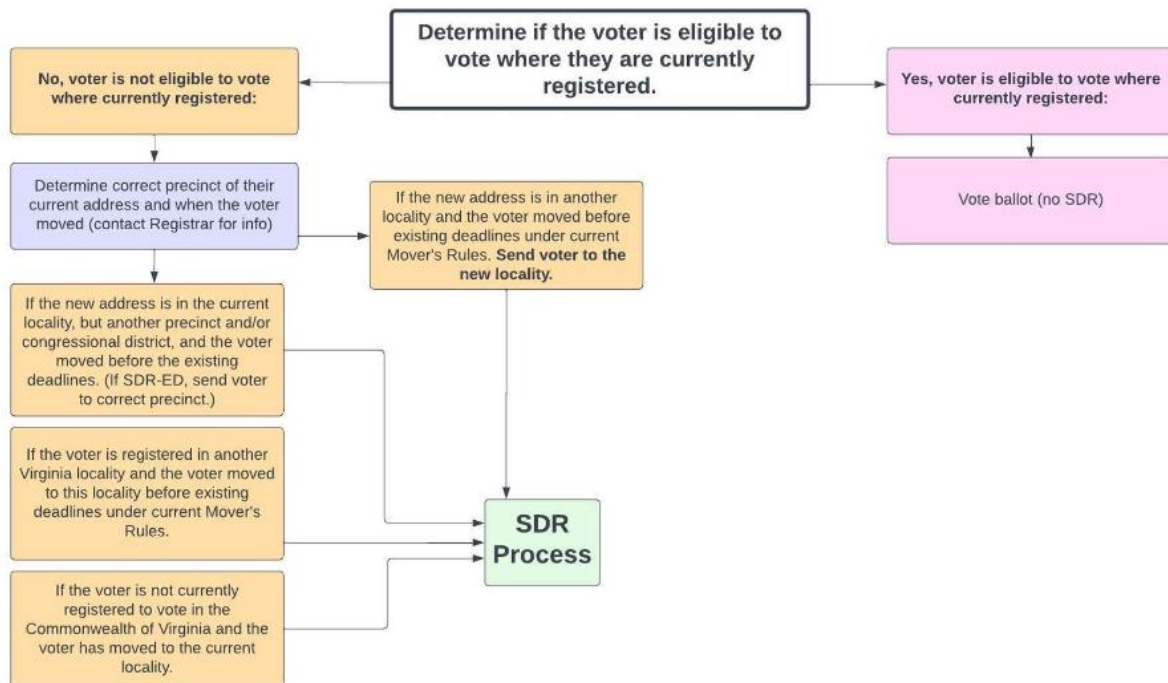 Determine if the voter is eligible to
vote where they are currently
registered.
No, voter is not eligible to vote
where currently registered:
Yes, voter is eligible to vote where
currently registered:
Determine correct precinct of their
current address and when the voter
moved (contact Registrar for info)
If the new address is in another
locality and the voter moved before
existing deadlines under current
Mover's Rules. Send voter to the
new locality.
Vote ballot (no SDR)
If the new address is in the current
locality, but another precinct and/or
congressional district, and the voter
moved before the existing
deadlines. (If SDR-ED, send voter
to correct precinct.)
If the voter is registered in another
Virginia locality and the voter moved
to this locality before existing
deadlines under current Mover's
Rules.
SDR
Process
If the voter is not currently
registered to vote in the
Commonwealth of Virginia and the
voter has moved to the current
locality.